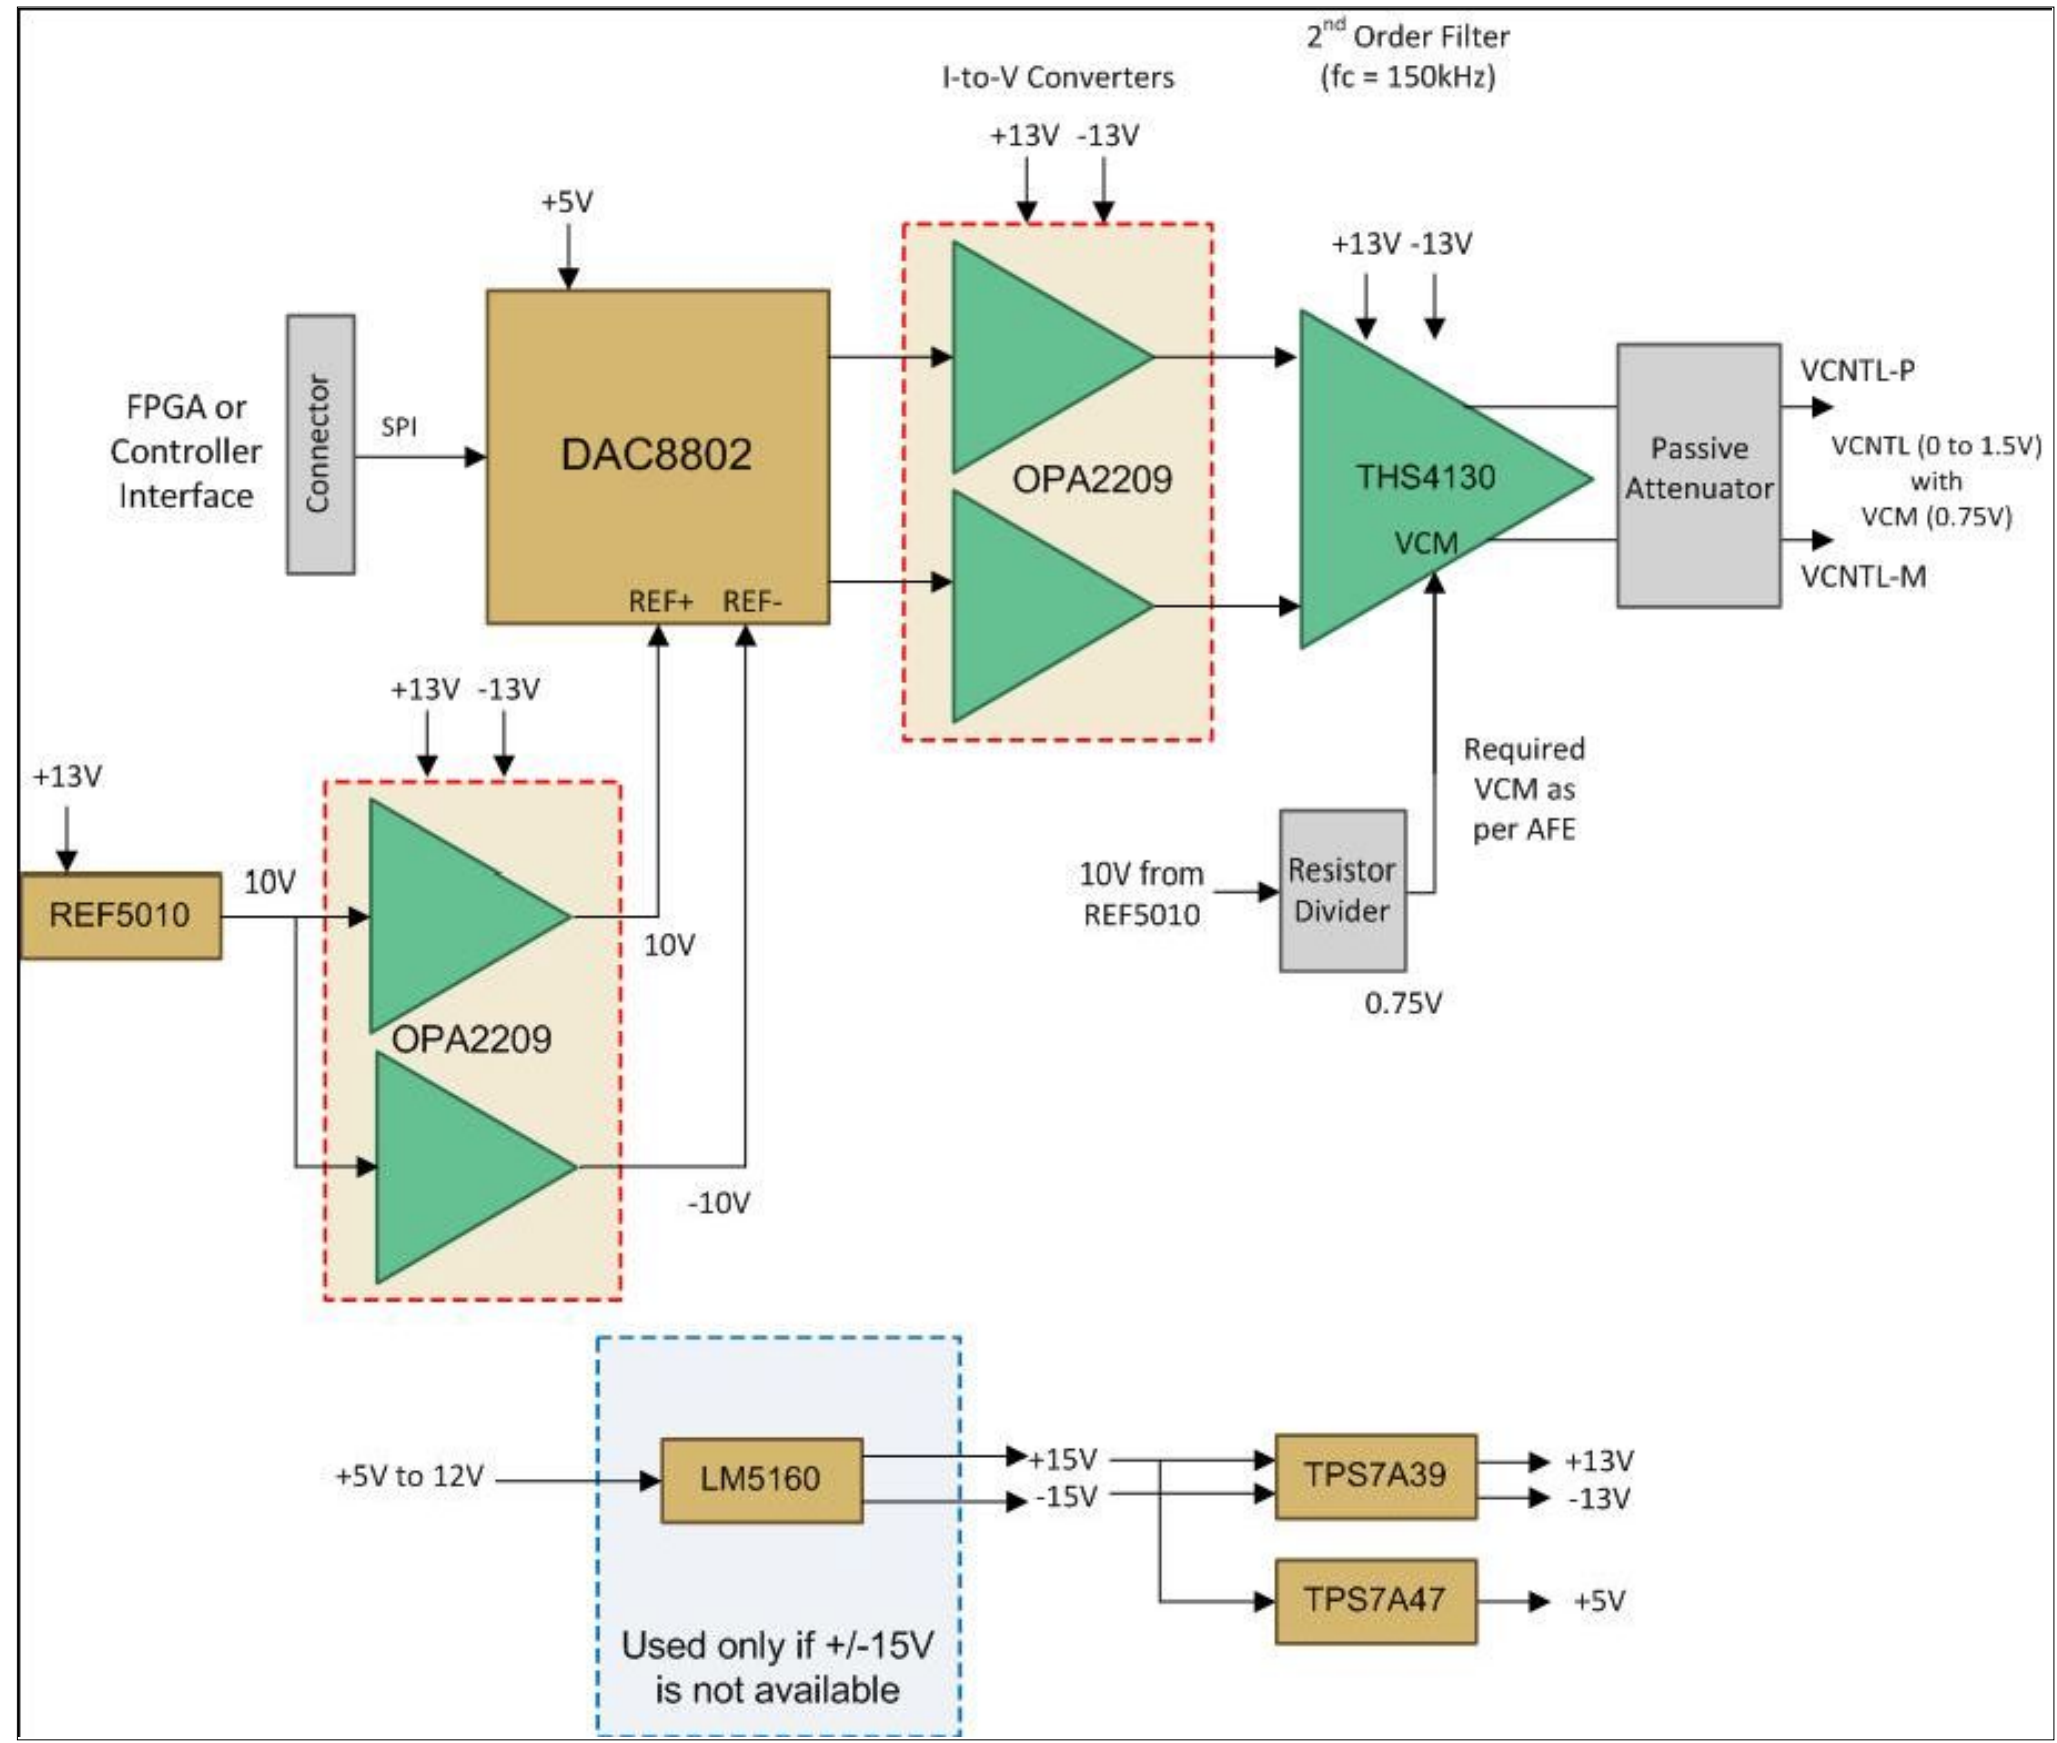 2nd Order Filter
(fc = 150kHz)
I-to-V Converters
+13V -13V
+5V
+13V -13V
FPGA or
Controller
Interface
Connector
SPI
DAC8802
REF+ REF-
OPA2209
THS4130
VCM
Passive
Attenuator
VCNTL-P
VCNTL (0 to 1.5V)
with
VCM (0.75V)
VCNTL-M
+13V -13V
+13V
REF5010
10V
OPA2209
10V
-10V
Required
VCM as
per AFE
10V from
REF5010
Resistor
Divider
0.75V
+5V to 12V
LM5160
Used only if +/-15V
is not available
+15V
-15V
TPS7A39
+13V
-13V
TPS7A47
+5V